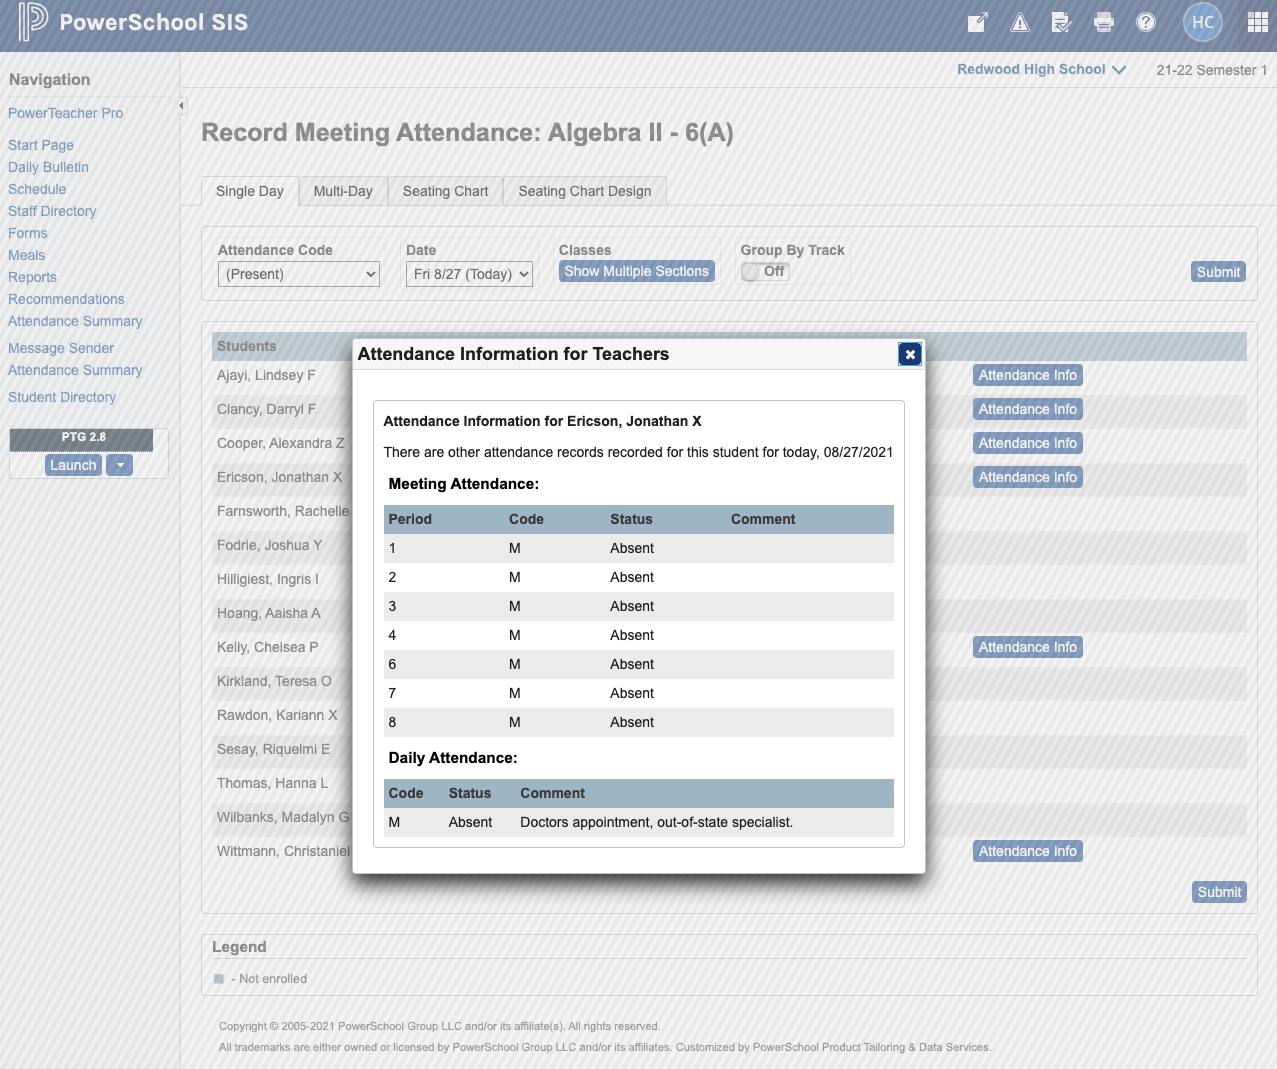 PowerSchool SIS
HC
Redwood High School
21-22 Semester 1
Navigation
PowerTeacher Pro
Start Page
Daily Bulletin
Schedule
Staff Directory
Forms
Meals
Reports
Recommendations
Attendance Summary
Message Sender
Attendance Summary
Student Directory
PTG 2.8
Launch
Record Meeting Attendance: Algebra II - 6(A)
Single Day Multi-Day Seating Chart Seating Chart Design
Attendance Code Date Classes Group By Track
(Present) Fri 8/27 (Today) Show Multiple Sections Off Submit
Students
Ajayi, Lindsey F Attendance Info
Clancy, Darryl F Attendance Info
Cooper, Alexandra Z Attendance Info
Ericson, Jonathan X Attendance Info
Farnsworth, Rachelle
Fodrie, Joshua Y
Hilligiest, Ingris I
Hoang, Aaisha A
Kelly, Chelsea P Attendance Info
Kirkland, Teresa O
Rawdon, Kariann X
Sesay, Riquelmi E
Thomas, Hanna L
Wilbanks, Madalyn G
Wittmann, Christaniel Attendance Info
Submit
Attendance Information for Teachers
Attendance Information for Ericson, Jonathan X
There are other attendance records recorded for this student for today, 08/27/2021
Meeting Attendance:
Period Code Status Comment
1 M Absent
2 M Absent
3 M Absent
4 M Absent
6 M Absent
7 M Absent
8 M Absent
Daily Attendance:
Code Status Comment
M Absent Doctors appointment, out-of-state specialist.
Legend
- Not enrolled
Copyright © 2005-2021 PowerSchool Group LLC and/or its affiliate(s). All rights reserved.
All trademarks are either owned or licensed by PowerSchool Group LLC and/or its affiliates. Customized by PowerSchool Product Tailoring & Data Services.